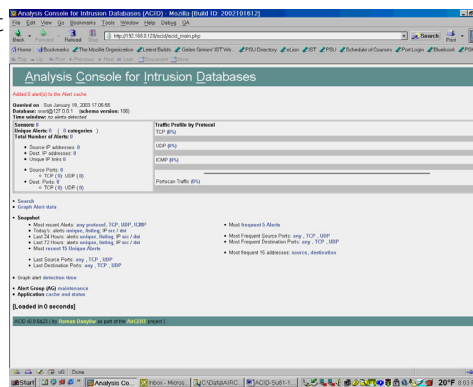 Analysis Console for Intrusion Databases (ACID) - Mozilla {Build ID: 2002101612}
File Edit View Go Bookmarks Tools Window Help Debug QA
Back Forward Reload Stop http://192.168.0.129/acid/acid_main.php Search Print
Home Bookmarks The Mozilla Organization Latest Builds PSU Directory eLion IST PSU Schedule of Courses Port Login Bluebook
Top Up First Previous Next Last Document
Analysis Console for Intrusion Databases
Added 0 alert(s) to the Alert cache
Queried on : Sun January 19, 2003 17:06:56
Database: snort@127.0.0.1 (schema version: 106)
Time window: no alerts detected
Sensors: 0
Unique Alerts: 0 ( 0 categories )
Total Number of Alerts: 0
Source IP addresses: 0
Dest. IP addresses: 0
Unique IP links 0
Source Ports: 0
TCP ( 0) UDP ( 0)
Dest. Ports: 0
TCP ( 0) UDP ( 0)
Traffic Profile by Protocol
TCP (0%)
UDP (0%)
ICMP (0%)
Portscan Traffic (0%)
Search
Graph Alert data
Snapshot
Most recent Alerts: any protocol, TCP, UDP, ICMP
Today's: alerts unique, listing; IP src / dst
Last 24 Hours: alerts unique, listing; IP src / dst
Last 72 Hours: alerts unique, listing; IP src / dst
Most recent 15 Unique Alerts
Last Source Ports: any , TCP , UDP
Last Destination Ports: any , TCP , UDP
Most frequent 5 Alerts
Most Frequent Source Ports: any , TCP , UDP
Most Frequent Destination Ports: any , TCP , UDP
Most frequent 15 addresses: source, destination
Graph alert detection time
Alert Group (AG) maintenance
Application cache and status
[Loaded in 0 seconds]
ACID v0.9.6b23 ( by Roman Danyliw as part of the AirCERT project )
Done
Start Analysis Co... Inbox - Micros... C:\Data\AIRC... ACID-Su81-1... 20°F